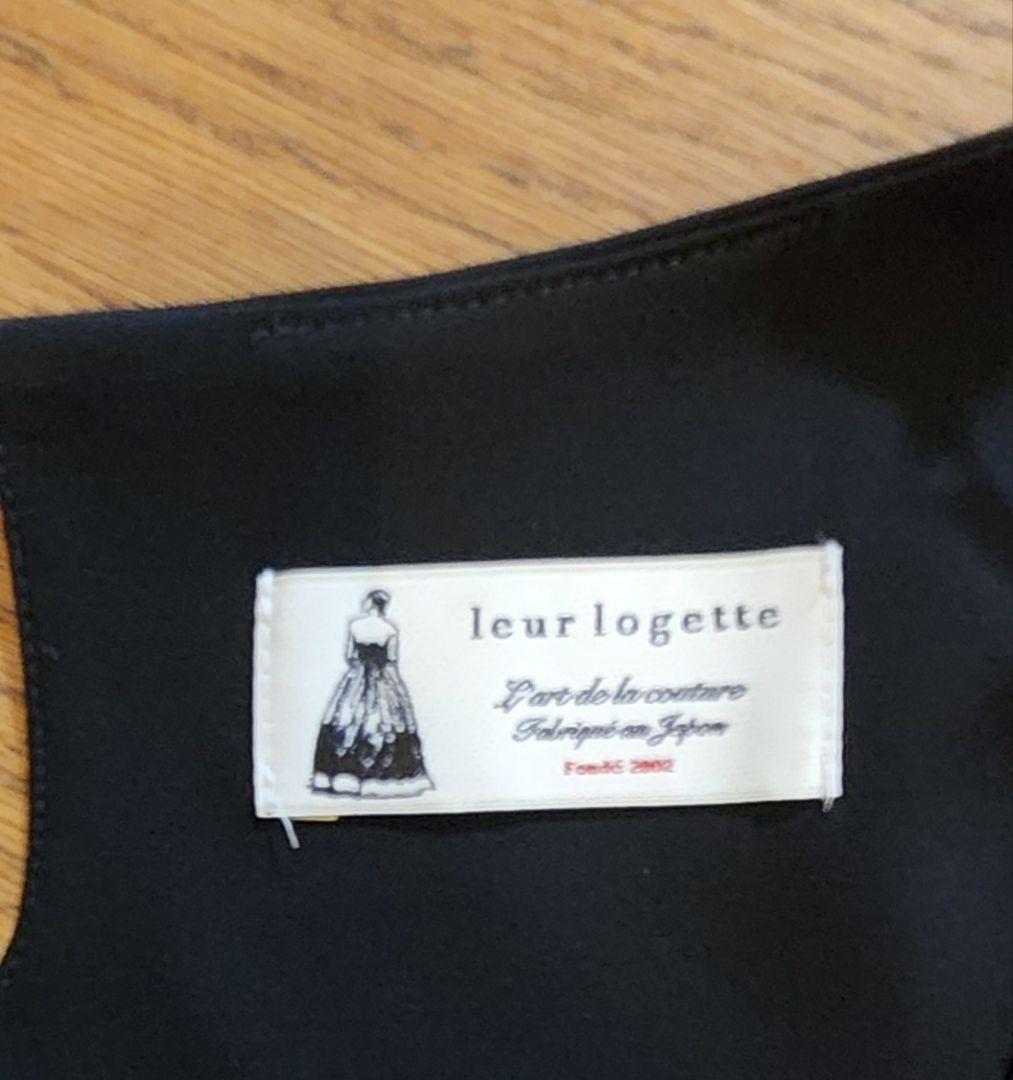 leur logette
L'art de la couture
Fabriqué au Japon
Fondé 2002